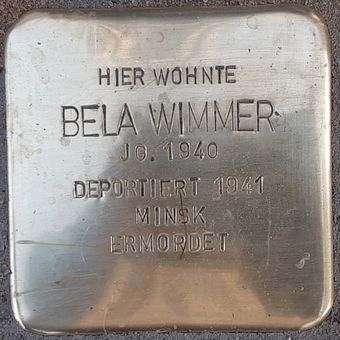 HIER WOHNTE
BELA WIMMER
JG. 1940
DEPORTIERT 1941
MINSK
ERMORDET